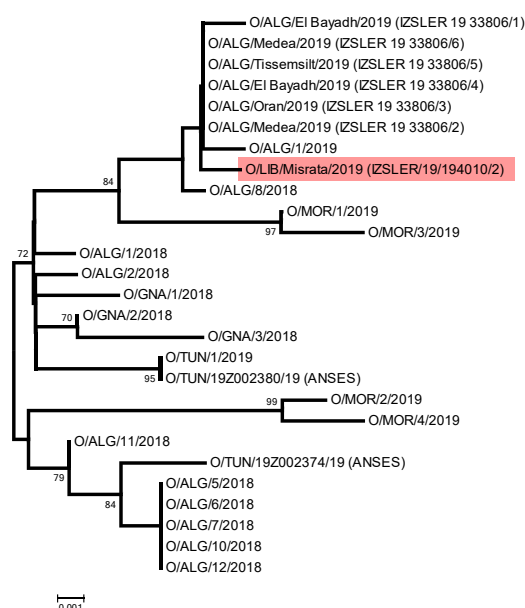 O/ALG/El Bayadh/2019 (IZSLER 19 33806/1)
O/ALG/Medea/2019 (IZSLER 19 33806/6)
O/ALG/Tissemsilt/2019 (IZSLER 19 33806/5)
O/ALG/El Bayadh/2019 (IZSLER 19 33806/4)
O/ALG/Oran/2019 (IZSLER 19 33806/3)
O/ALG/Medea/2019 (IZSLER 19 33806/2)
O/ALG/1/2019
O/LIB/Misrata/2019 (IZSLER/19/194010/2)
84
O/ALG/8/2018
O/MOR/1/2019
97
O/MOR/3/2019
72
O/ALG/1/2018
O/ALG/2/2018
O/GNA/1/2018
70
O/GNA/2/2018
O/GNA/3/2018
O/TUN/1/2019
95
O/TUN/19Z002380/19 (ANSES)
99
O/MOR/2/2019
O/MOR/4/2019
O/ALG/11/2018
79
O/TUN/19Z002374/19 (ANSES)
84
O/ALG/5/2018
O/ALG/6/2018
O/ALG/7/2018
O/ALG/10/2018
O/ALG/12/2018
0.001